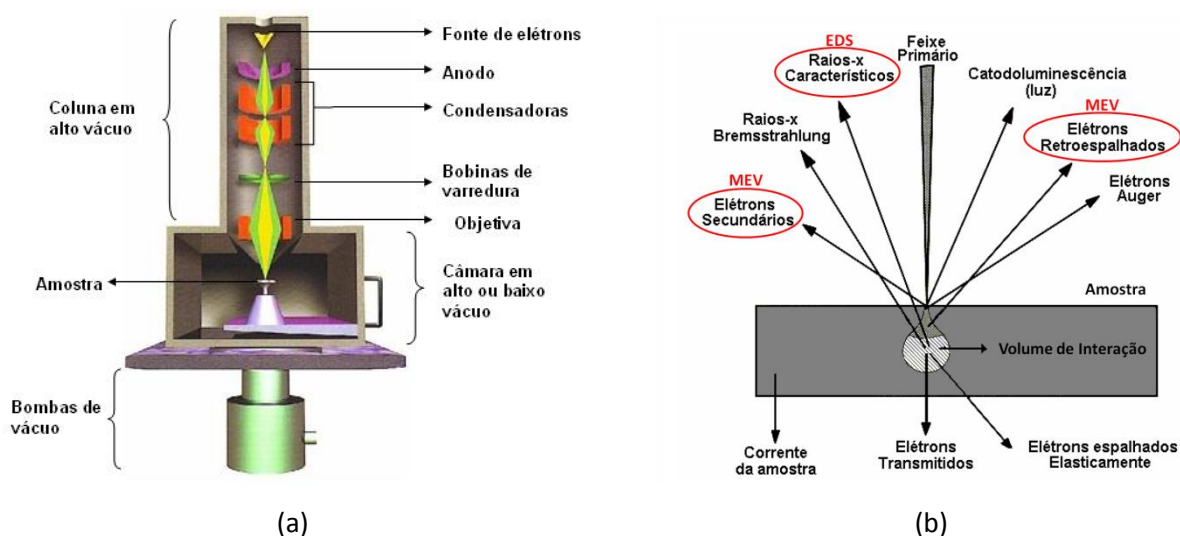 Fonte de elétrons
Anodo
Coluna em
alto vácuo
Condensadoras
Bobinas de
varredura
Objetiva
Amostra
Câmara em
alto ou baixo
vácuo
Bombas de
vácuo
(a)
EDS
Raios-x
Característicos
Feixe
Primário
Catodoluminescência
(luz)
MEV
Elétrons
Retroespalhados
Raios-x
Bremsstrahlung
MEV
Elétrons
Secundários
Elétrons
Auger
Amostra
Volume de Interação
Corrente
da amostra
Elétrons
Transmitidos
Elétrons espalhados
Elasticamente
(b)